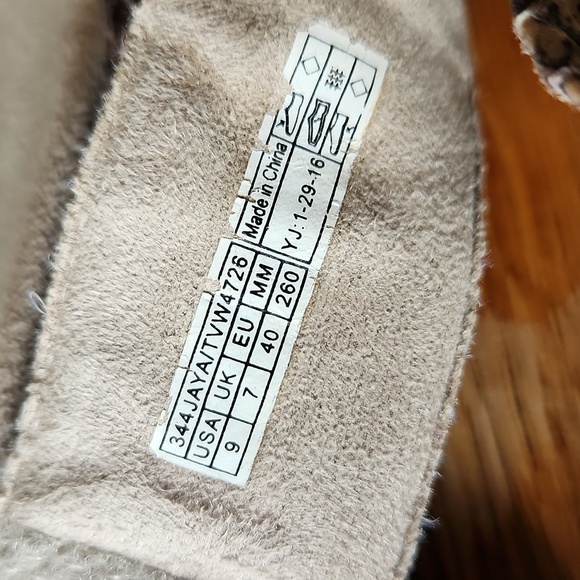 Made in China
YJ:1-29-16
344JAYA/TVW4726
USA UK EU MM
9 7 40 260